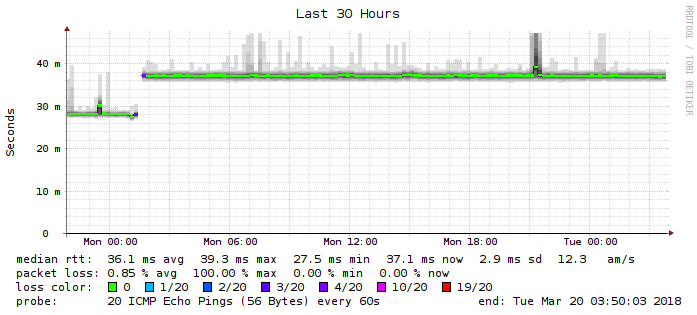 Last 30 Hours
RRDTOOL / TOBI OETIKER
Seconds
40 m
30 m
20 m
10 m
0
Mon 00:00 Mon 06:00 Mon 12:00 Mon 18:00 Tue 00:00
median rtt: 36.1 ms avg 39.3 ms max 27.5 ms min 37.1 ms now 2.9 ms sd 12.3 am/s
packet loss: 0.85 % avg 100.00 % max 0.00 % min 0.00 % now
loss color: 0 1/20 2/20 3/20 4/20 10/20 19/20
probe: 20 ICMP Echo Pings (56 Bytes) every 60s end: Tue Mar 20 03:50:03 2018